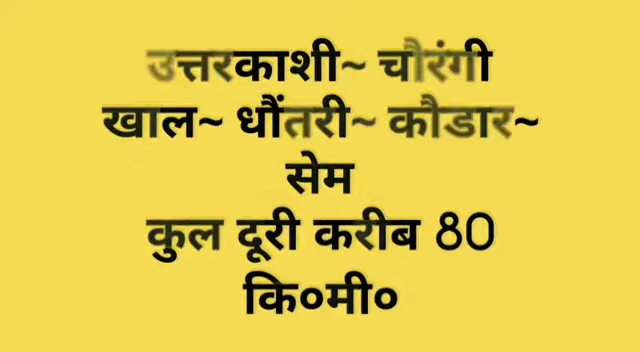 उत्तरकाशी~ चौरंगी
खाल~ धौंतरी~ कौडार~
सेम
कुल दूरी करीब 80
कि०मी०